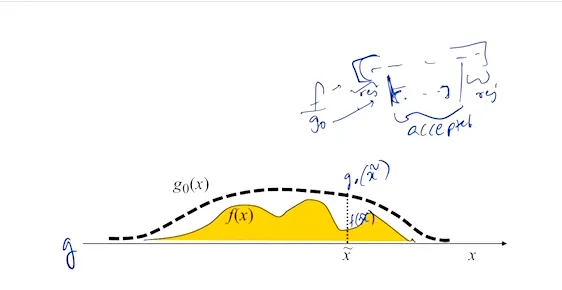 f/g₀
rej
rej
accepted
g₀(x̃)
g₀(x)
f(x)
f(x̃)
g
x̃
x